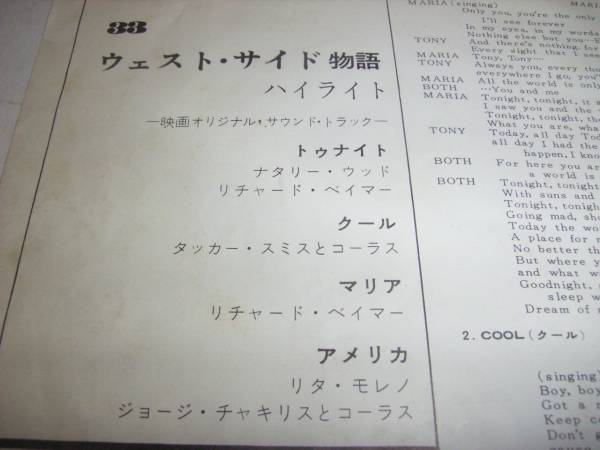 33
ウェスト・サイド物語
ハイライト
—映画オリジナル・サウンド・トラック—
トゥナイト
ナタリー・ウッド
リチャード・ベイマー
クール
タッカー・スミスとコーラス
マリア
リチャード・ベイマー
アメリカ
リタ・モレノ
ジョージ・チャキリスとコーラス
MARIA (singing)
Only you, you're the only
I'll see forever
In my eyes, in my words
Nothing else but you—E
TONY And there's nothing for
Every sight that I see
MARIA Tony, Tony…
TONY Always you, every tho
everywhere I go, you'l
MARIA All the world is only
BOTH …You and me
MARIA Tonight, tonight, it a
I saw you and the
Tonight, tonight, the
What you are, wha
TONY Today, all day Toda
all day I had the
happen, I kno
BOTH For here you are
a world is
BOTH Tonight, tonight
With suns and
Tonight, tonight
Going mad, sho
Today the wo
A place for m
No better th
But where y
and what w
Goodnight,
sleep w
Dream of
2. COOL (クール)
(singing)
Boy, boy
Got a
Keep co
Don't g
cause